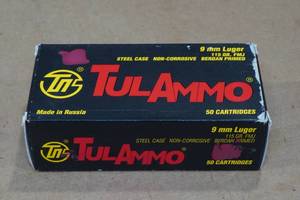 9 mm Luger
115 GR. FMJ
STEEL CASE NON-CORROSIVE BERDAN PRIMED
TULAMMO
Made in Russia
50 CARTRIDGES
9 mm Luger
115 GR. FMJ
STEEL CASE NON-CORROSIVE BERDAN PRIMED
TULAMMO
50 CARTRIDGES